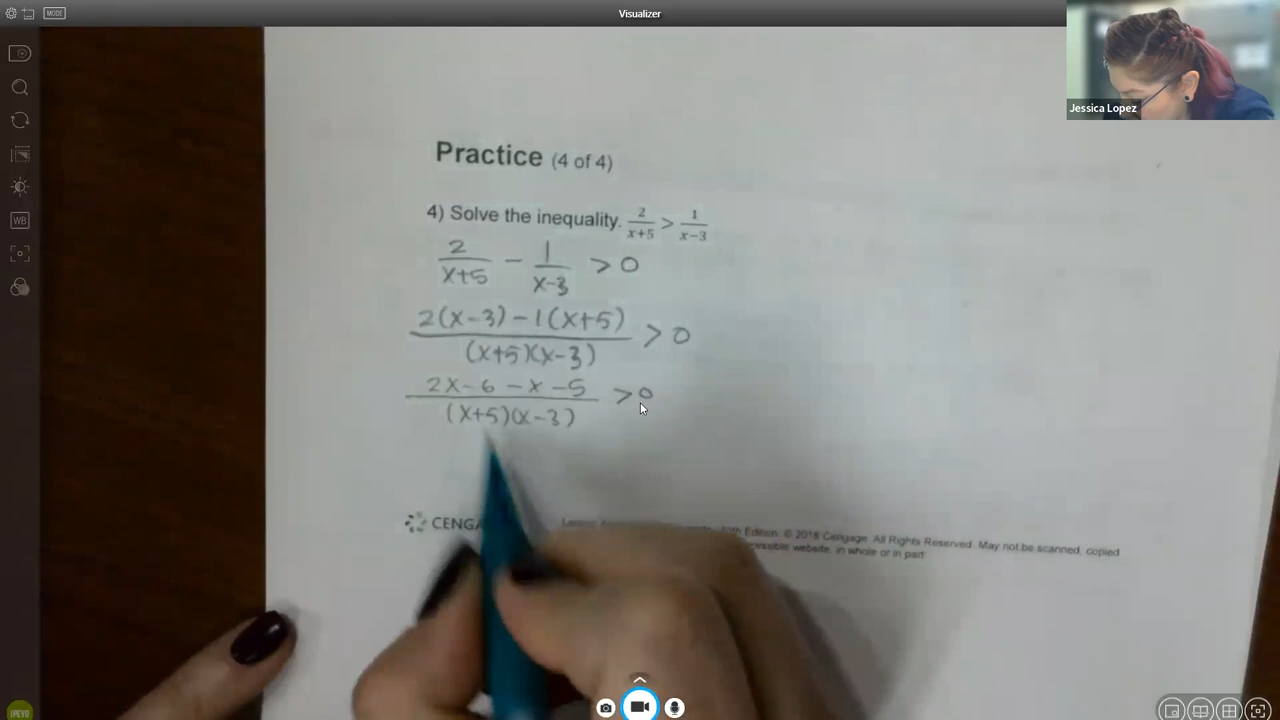 MODE
Visualizer
Jessica Lopez
WB
Practice (4 of 4)
4) Solve the inequality. 2/(x+5) > 1/(x−3)
2/(x+5) − 1/(x−3) > 0
(2(x−3) − 1(x+5))/((x+5)(x−3)) > 0
(2x−6 −x −5)/((x+5)(x−3)) > 0
Edition. © 2018 Cengage. All Rights Reserved. May not be scanned, copied
website, in whole or in part
IPEVO